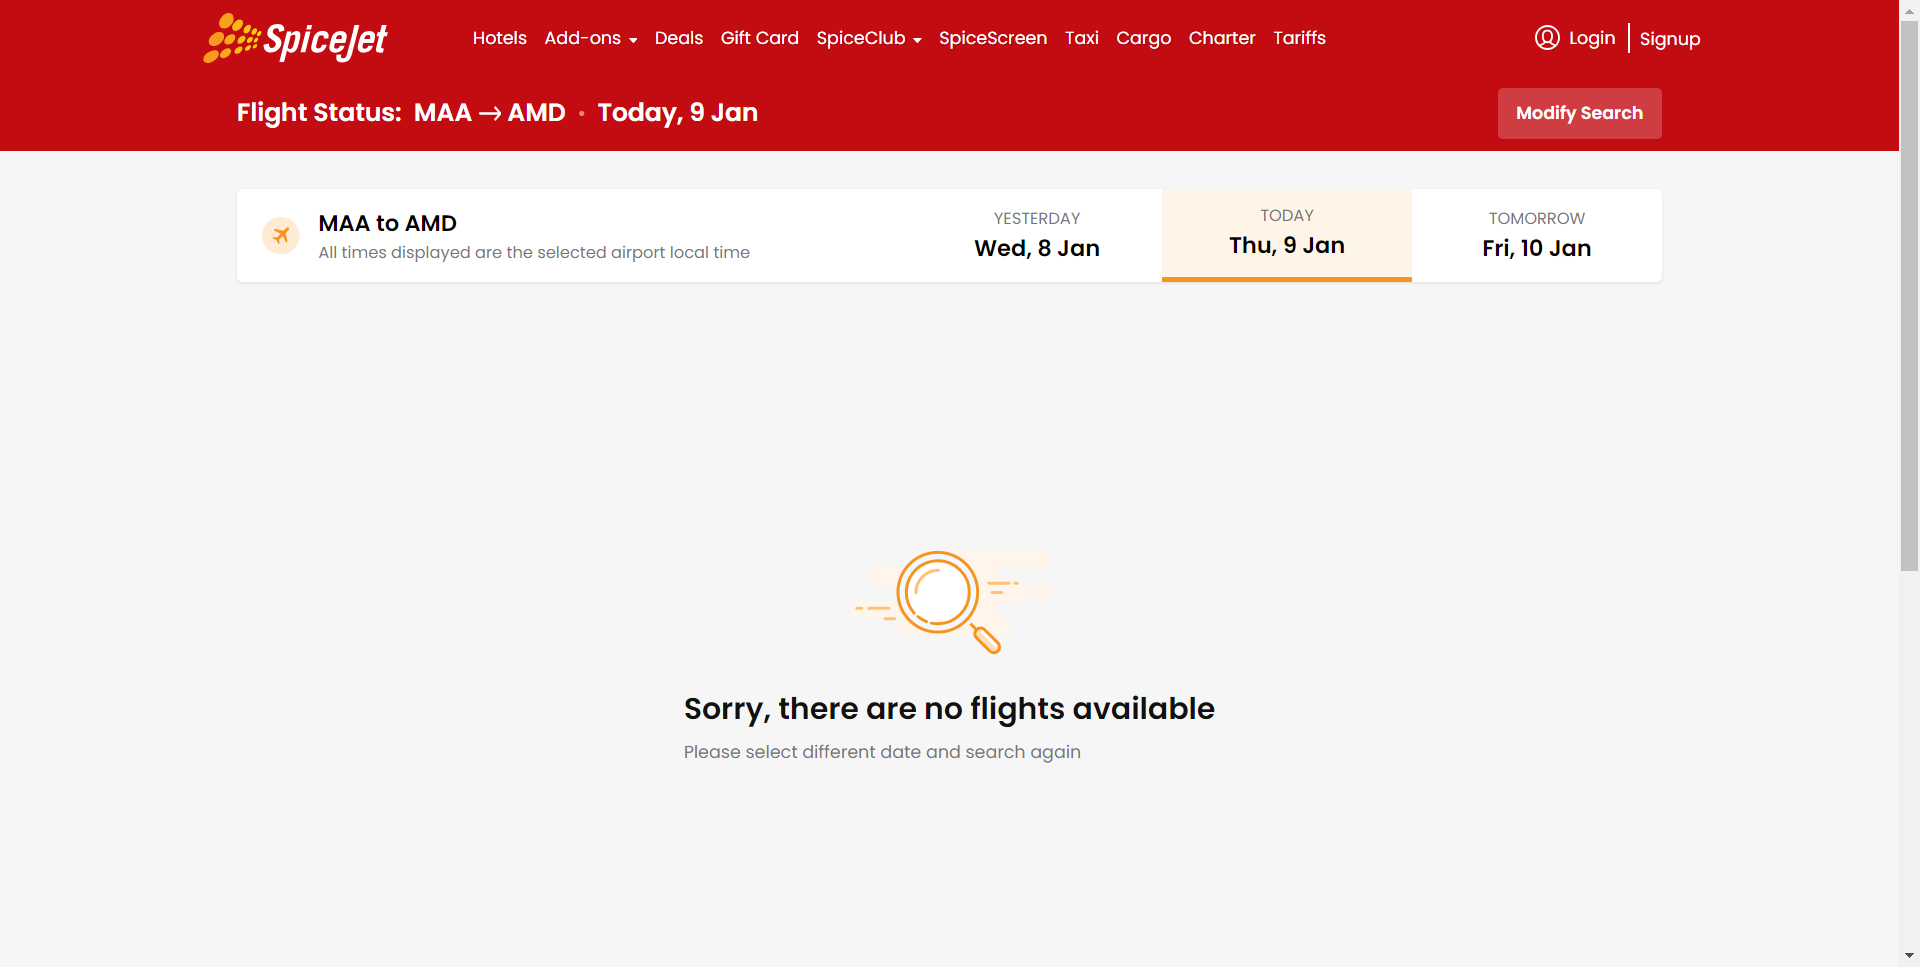 SpiceJet Hotels Add-ons Deals Gift Card SpiceClub SpiceScreen Taxi Cargo Charter Tariffs Login Signup
Flight Status: MAA → AMD • Today, 9 Jan Modify Search
MAA to AMD
All times displayed are the selected airport local time
YESTERDAY
Wed, 8 Jan
TODAY
Thu, 9 Jan
TOMORROW
Fri, 10 Jan
Sorry, there are no flights available
Please select different date and search again